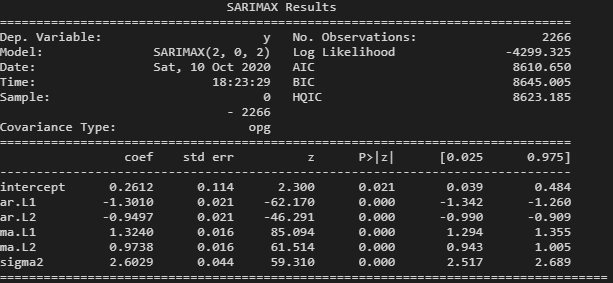 SARIMAX Results
==============================================================================
Dep. Variable:                      y   No. Observations:                 2266
Model:               SARIMAX(2, 0, 2)   Log Likelihood               -4299.325
Date:                Sat, 10 Oct 2020   AIC                           8610.650
Time:                        18:23:29   BIC                           8645.005
Sample:                             0   HQIC                          8623.185
- 2266
Covariance Type:                  opg
==============================================================================
coef    std err          z      P>|z|      [0.025      0.975]
------------------------------------------------------------------------------
intercept      0.2612      0.114      2.300      0.021       0.039       0.484
ar.L1         -1.3010      0.021    -62.170      0.000      -1.342      -1.260
ar.L2         -0.9497      0.021    -46.291      0.000      -0.990      -0.909
ma.L1          1.3240      0.016     85.094      0.000       1.294       1.355
ma.L2          0.9738      0.016     61.514      0.000       0.943       1.005
sigma2         2.6029      0.044     59.310      0.000       2.517       2.689
===================================================================================